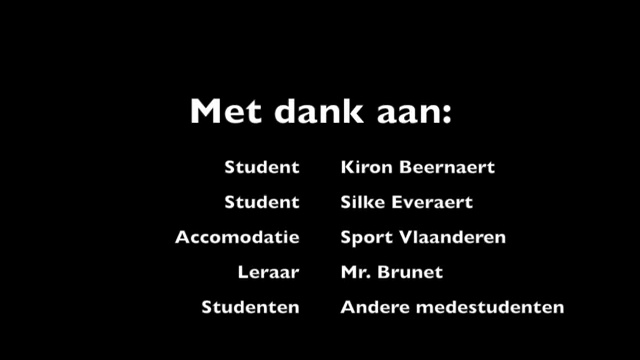 Met dank aan:
Student Kiron Beernaert
Student Silke Everaert
Accomodatie Sport Vlaanderen
Leraar Mr. Brunet
Studenten Andere medestudenten